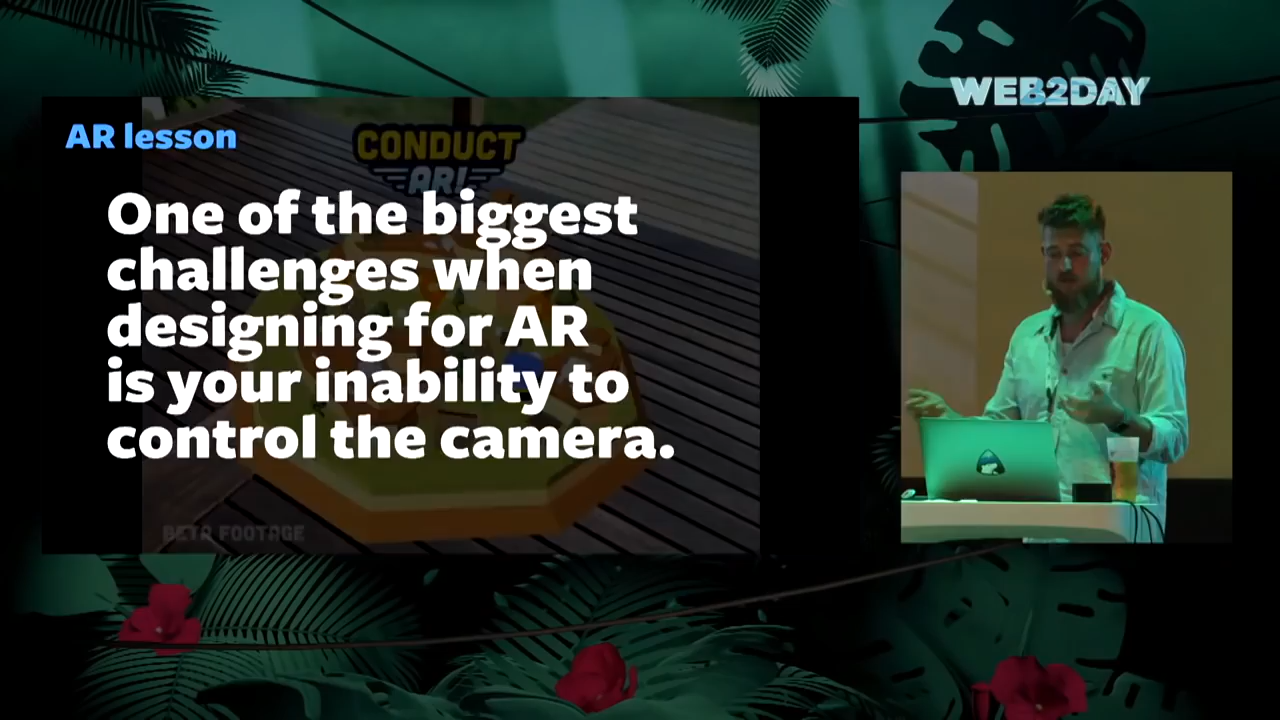 WEB2DAY
AR lesson
CONDUCT
AR!
One of the biggest
challenges when
designing for AR
is your inability to
control the camera.
BETA FOOTAGE